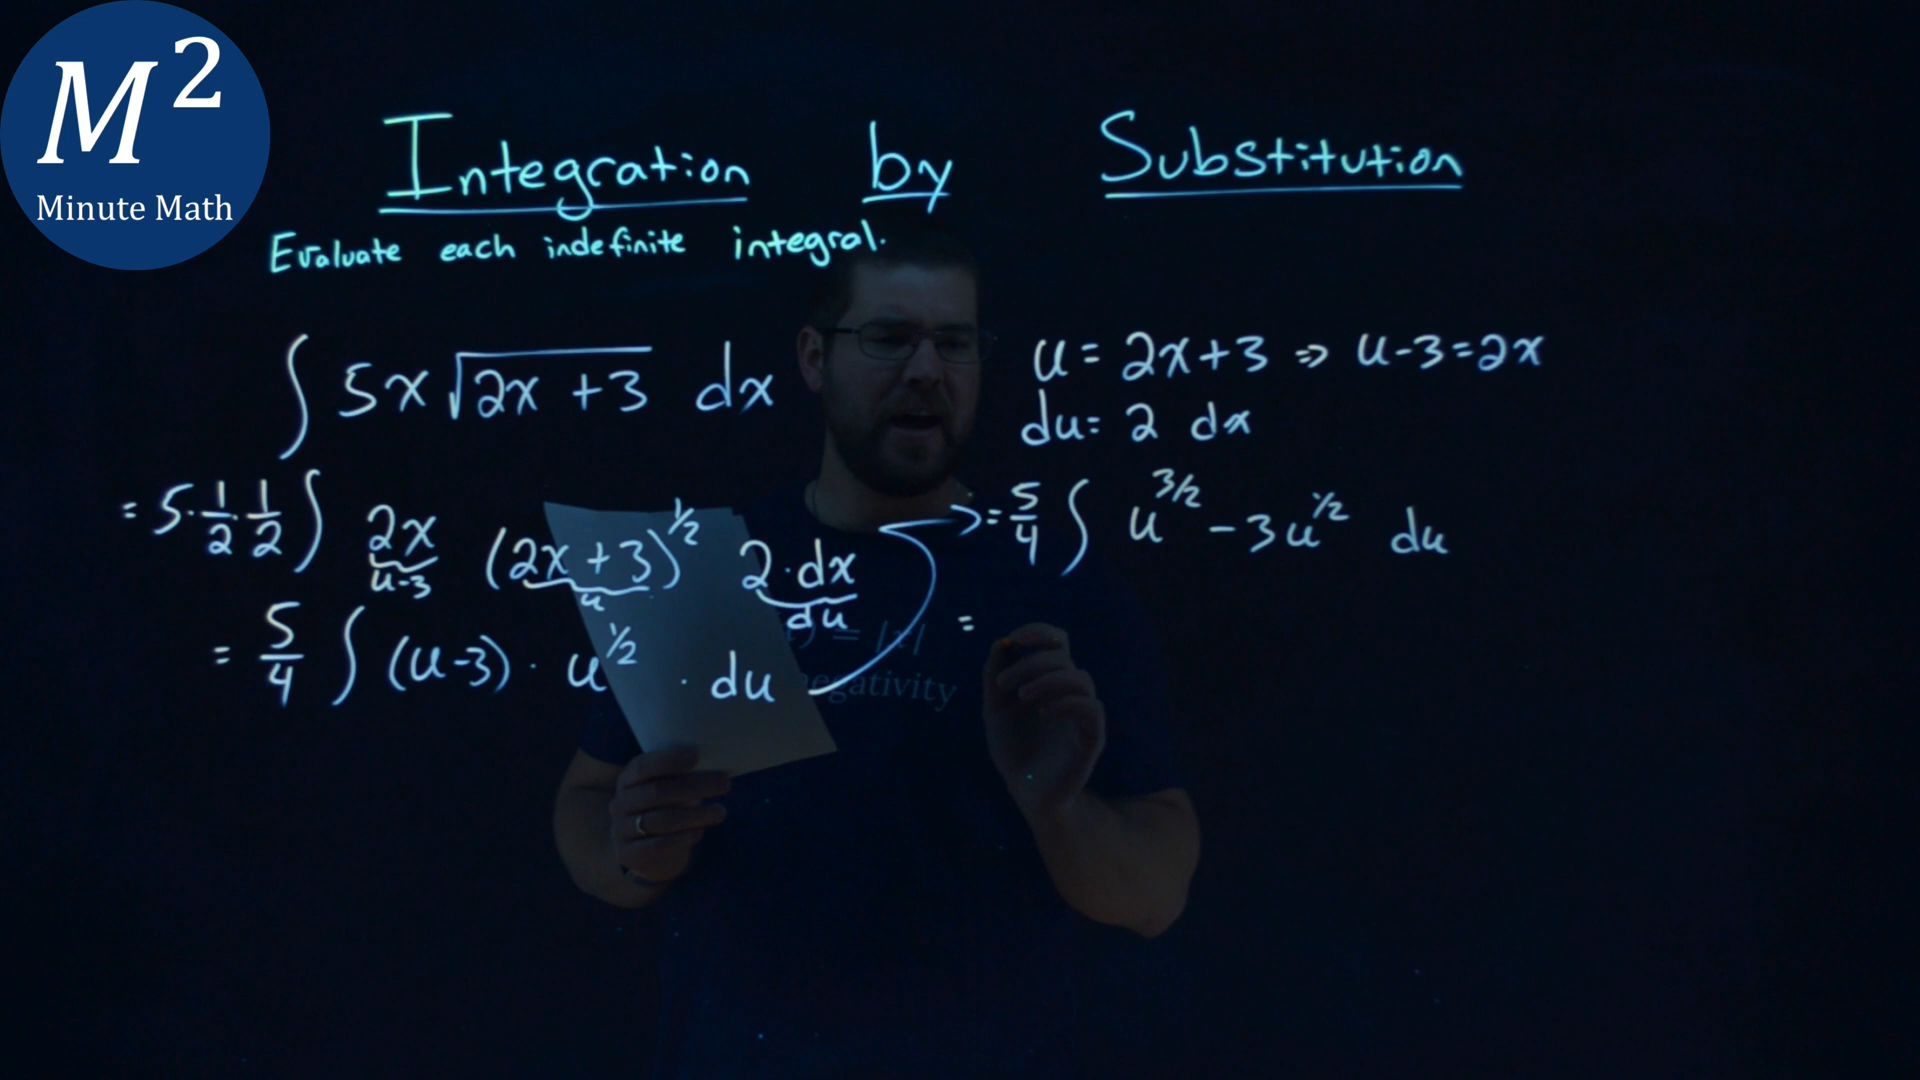 M²
Minute Math
Integration by Substitution
Evaluate each indefinite integral.
∫ 5x√(2x + 3) dx
u = 2x+3 ⇒ u-3=2x
du= 2 dx
= 5·1/2·1/2 ∫ 2x (2x + 3)^1/2 2·dx
u-3 u du
= 5/4 ∫ (u-3) · u^1/2 · du
= 5/4 ∫ u^3/2 - 3u^1/2 du
=
= |x|
negativity